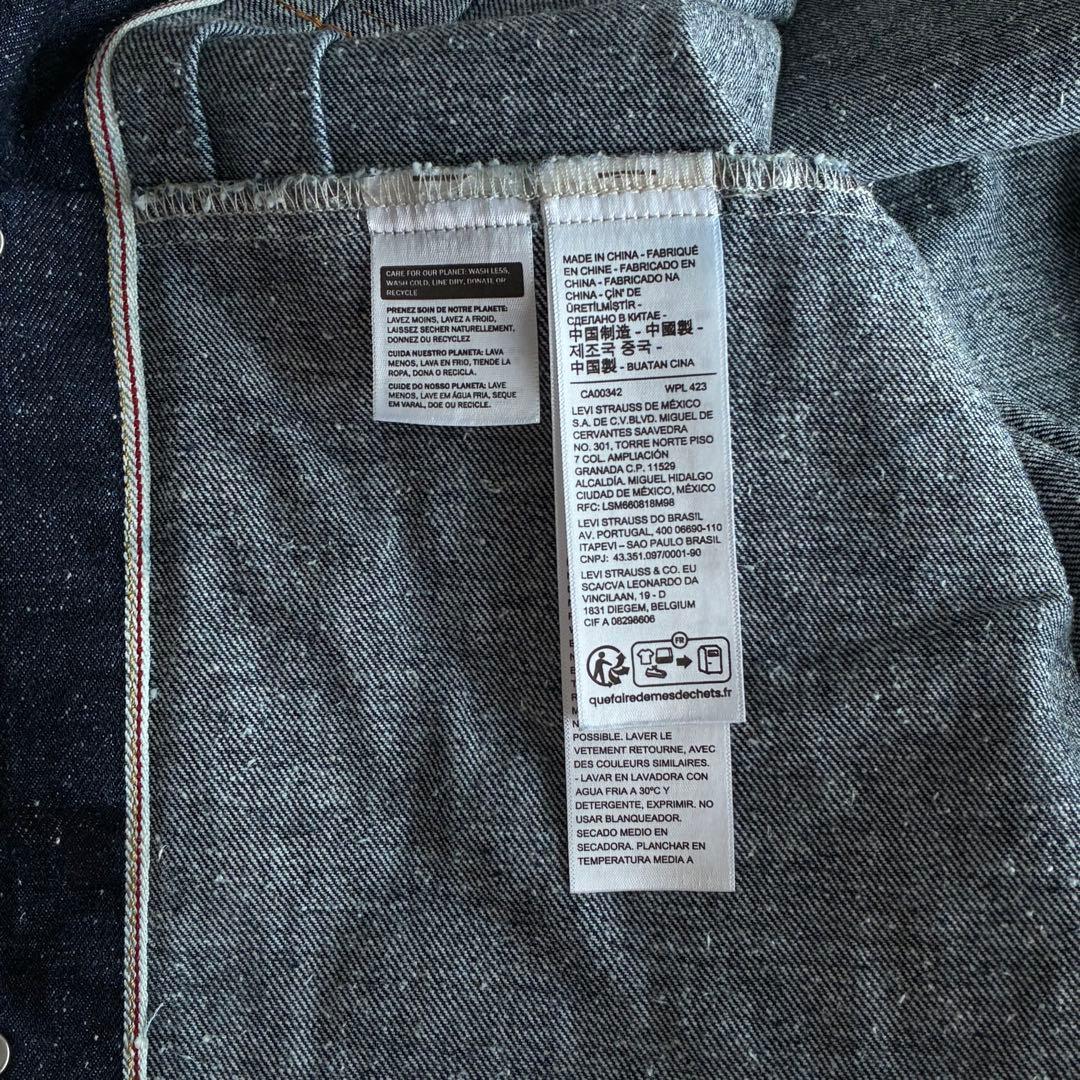 CARE FOR OUR PLANET: WASH LESS,
WASH COLD, LINE DRY, DONATE OR
RECYCLE
PRENEZ SOIN DE NOTRE PLANETE:
LAVEZ MOINS, LAVEZ A FROID,
LAISSEZ SECHER NATURELLEMENT,
DONNEZ OU RECYCLEZ
CUIDA NUESTRO PLANETA: LAVA
MENOS, LAVA EN FRIO, TIENDE LA
ROPA, DONA O RECICLA.
CUIDE DO NOSSO PLANETA: LAVE
MENOS, LAVE EM ÁGUA FRIA, SEQUE
EM VARAL, DOE OU RECICLE.
MADE IN CHINA - FABRIQUÉ
EN CHINE - FABRICADO EN
CHINA - FABRICADO NA
CHINA - ÇİN' DE
ÜRETİLMİŞTİR -
СДЕЛАНО В КИТАЕ -
中国制造 - 中國製 -
제조국 중국 -
中国製 - BUATAN CINA
CA00342 WPL 423
LEVI STRAUSS DE MÉXICO
S.A. DE C.V.BLVD. MIGUEL DE
CERVANTES SAAVEDRA
NO. 301, TORRE NORTE PISO
7 COL. AMPLIACIÓN
GRANADA C.P. 11529
ALCALDÍA. MIGUEL HIDALGO
CIUDAD DE MÉXICO, MÉXICO
RFC: LSM660818M98
LEVI STRAUSS DO BRASIL
AV. PORTUGAL, 400 06690-110
ITAPEVI – SAO PAULO BRASIL
CNPJ: 43.351.097/0001-90
LEVI STRAUSS & CO. EU
SCA/CVA LEONARDO DA
VINCILAAN, 19 - D
1831 DIEGEM, BELGIUM
CIF A 08298606
FR
quefairedemesdechets.fr
POSSIBLE. LAVER LE
VETEMENT RETOURNE, AVEC
DES COULEURS SIMILAIRES.
- LAVAR EN LAVADORA CON
AGUA FRIA A 30ºC Y
DETERGENTE, EXPRIMIR. NO
USAR BLANQUEADOR.
SECADO MEDIO EN
SECADORA. PLANCHAR EN
TEMPERATURA MEDIA A